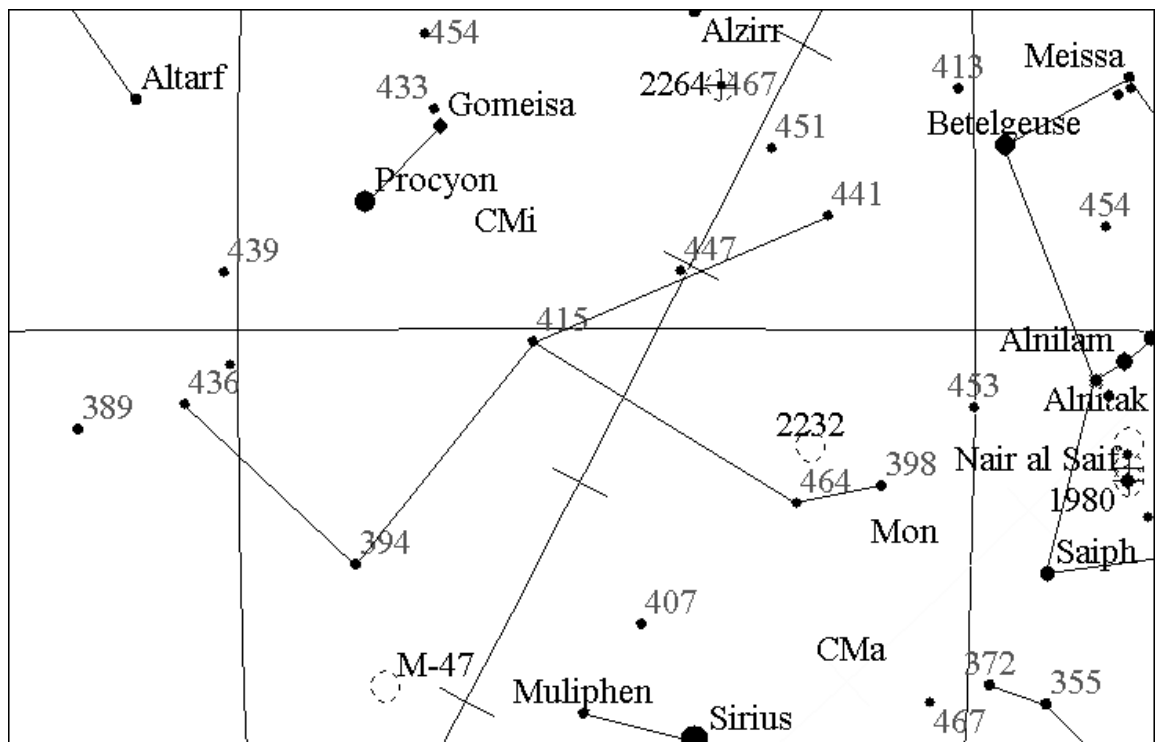 454
Alzirr
Altarf
433
Gomeisa
2264
467
413
Meissa
451
Betelgeuse
Procyon
CMi
441
454
439
447
415
Alnilam
436
389
453
Alnitak
2232
Nair al Saif
464
398
1980
Mon
394
Saiph
407
CMa
M-47
Muliphen
372
355
Sirius
467